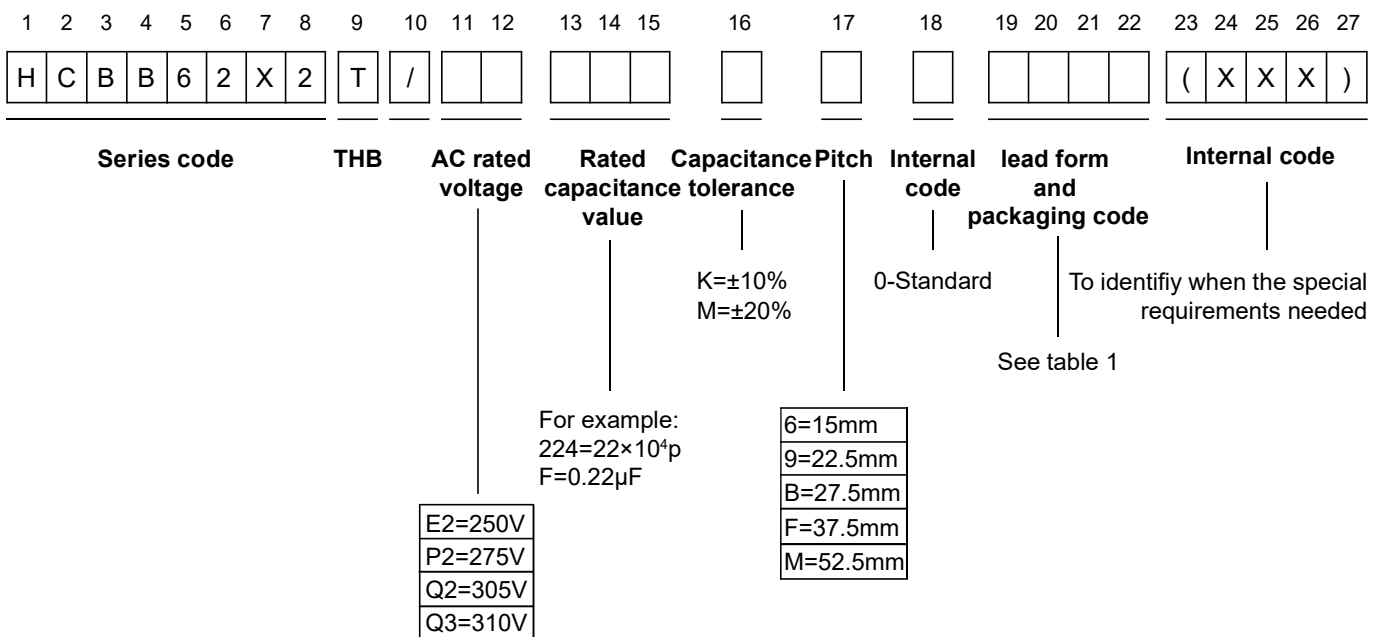 1 2 3 4 5 6 7 8 9 10 11 12 13 14 15 16 17 18 19 20 21 22 23 24 25 26 27
H C B B 6 2 X 2 T / ( X X X )
Series code
THB
AC rated
voltage
Rated
capacitance
value
Capacitance
tolerance
Pitch
Internal
code
lead form
and
packaging code
Internal code
K=±10%
M=±20%
0-Standard
To identifiy when the special
requirements needed
See table 1
For example:
224=22×10⁴p
F=0.22µF
6=15mm
9=22.5mm
B=27.5mm
F=37.5mm
M=52.5mm
E2=250V
P2=275V
Q2=305V
Q3=310V